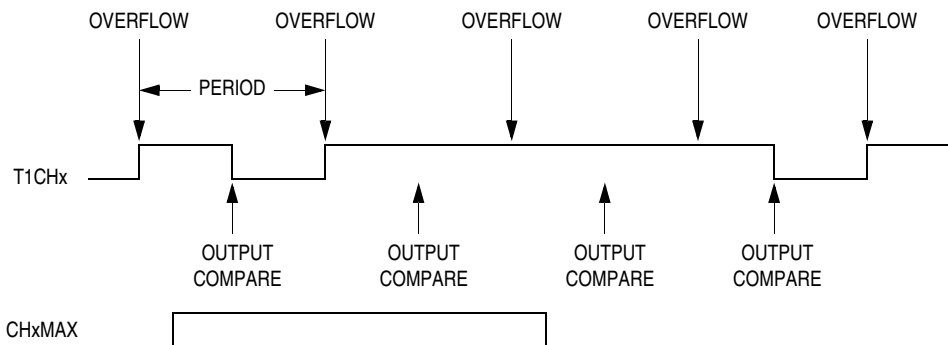 OVERFLOW OVERFLOW OVERFLOW OVERFLOW OVERFLOW
PERIOD
T1CHx
OUTPUT OUTPUT OUTPUT OUTPUT
COMPARE COMPARE COMPARE COMPARE
CHxMAX